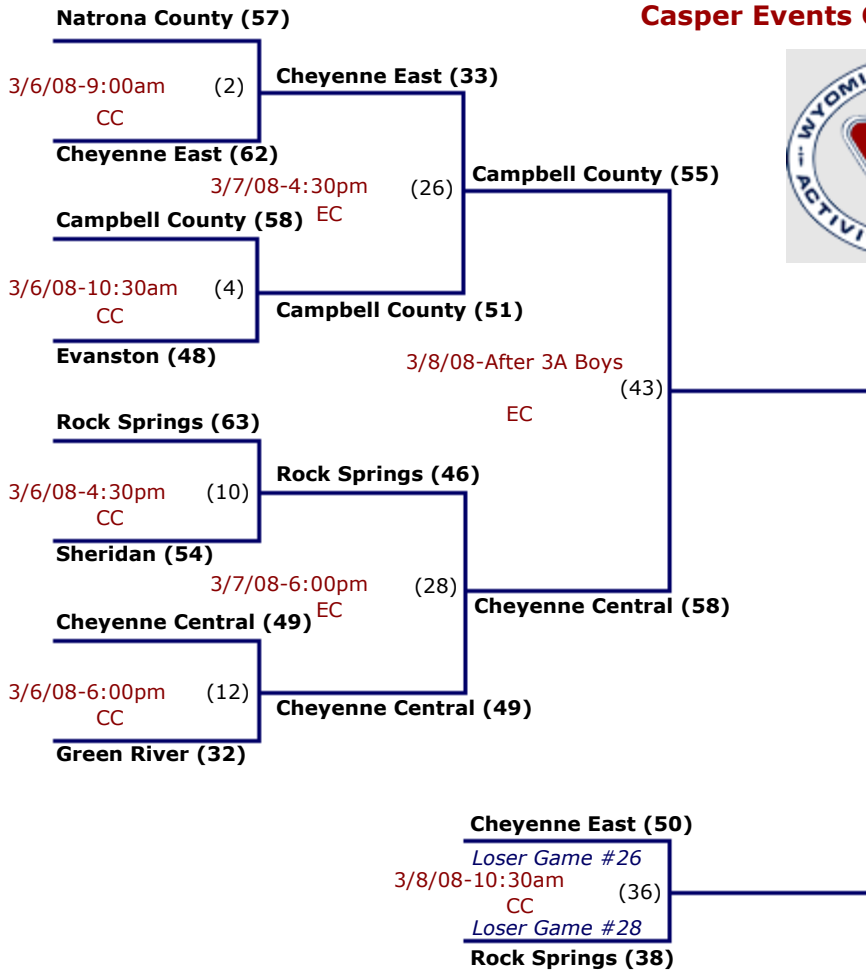 Casper Events
Natrona County (57)
3/6/08-9:00am (2)
CC
Cheyenne East (62)
Cheyenne East (33)
3/7/08-4:30pm (26)
EC
Campbell County (58)
3/6/08-10:30am (4)
CC
Evanston (48)
Campbell County (51)
Campbell County (55)
3/8/08-After 3A Boys
(43)
EC
Rock Springs (63)
3/6/08-4:30pm (10)
CC
Sheridan (54)
Rock Springs (46)
3/7/08-6:00pm (28)
EC
Cheyenne Central (49)
3/6/08-6:00pm (12)
CC
Green River (32)
Cheyenne Central (49)
Cheyenne Central (58)
Cheyenne East (50)
Loser Game #26
3/8/08-10:30am (36)
CC
Loser Game #28
Rock Springs (38)